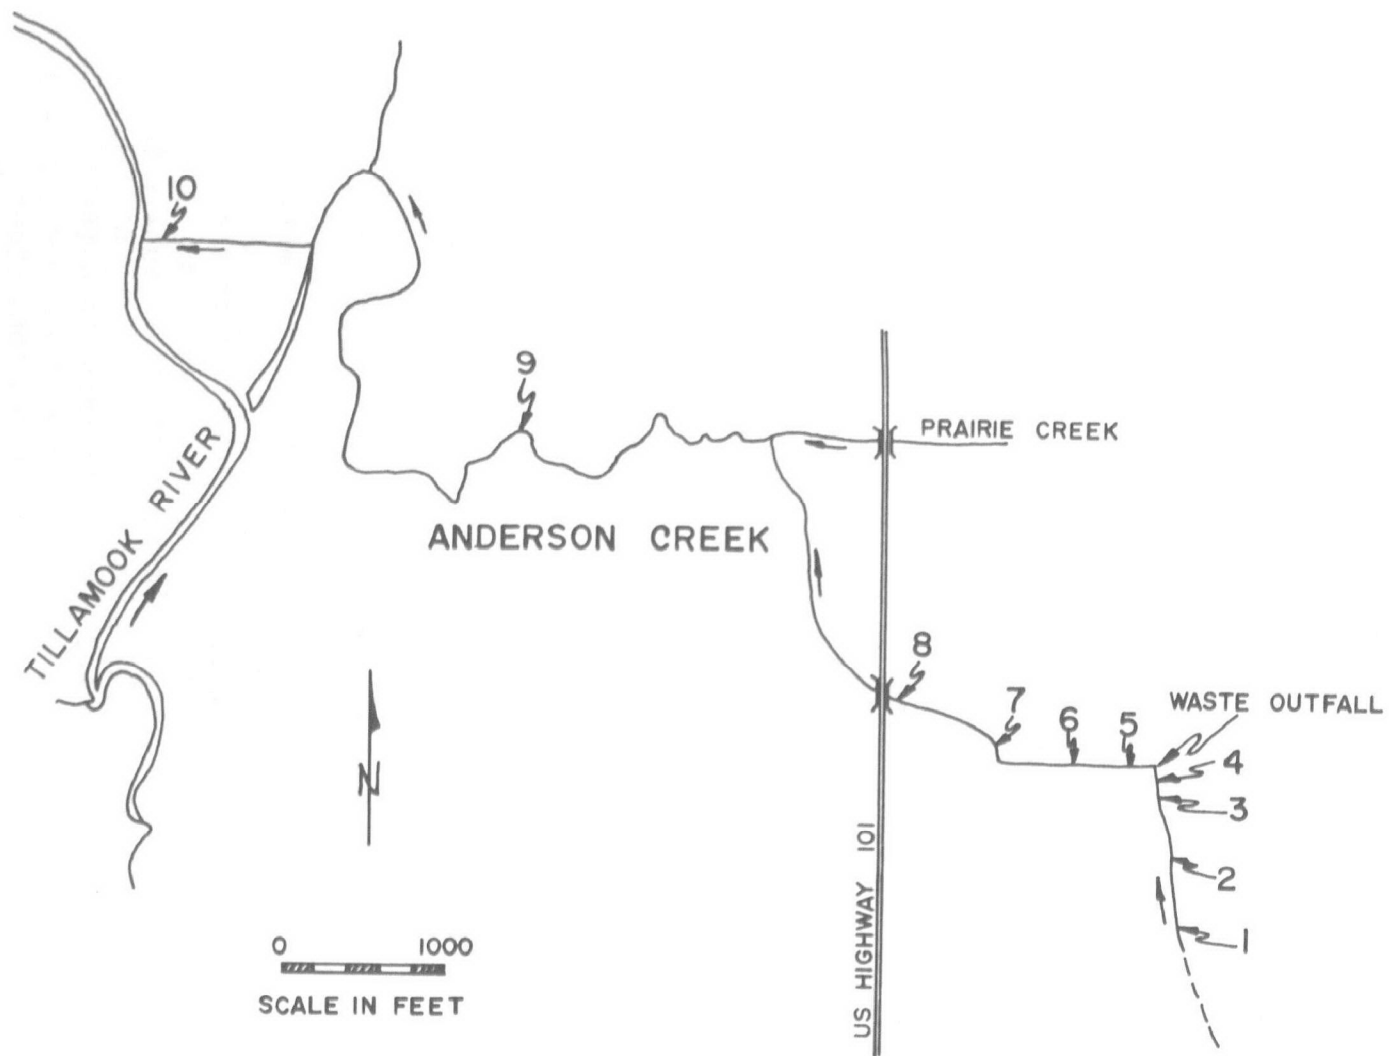 10
9
PRAIRIE CREEK
TILLAMOOK RIVER
ANDERSON CREEK
8
7
6
5
WASTE OUTFALL
4
3
2
1
N
US HIGHWAY 101
0 1000
SCALE IN FEET